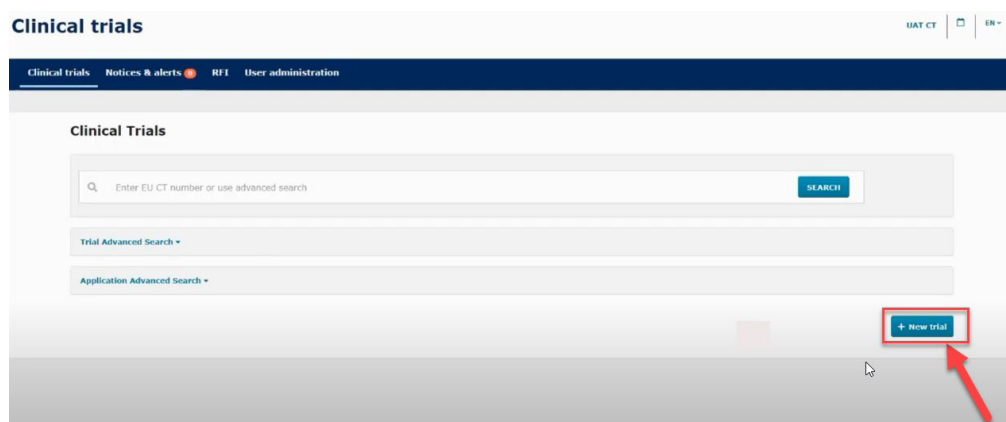 Clinical trials
UAT CT
EN
Clinical trials Notices & alerts RFI User administration
Clinical Trials
Enter EU CT number or use advanced search
SEARCH
Trial Advanced Search
Application Advanced Search
+ New trial